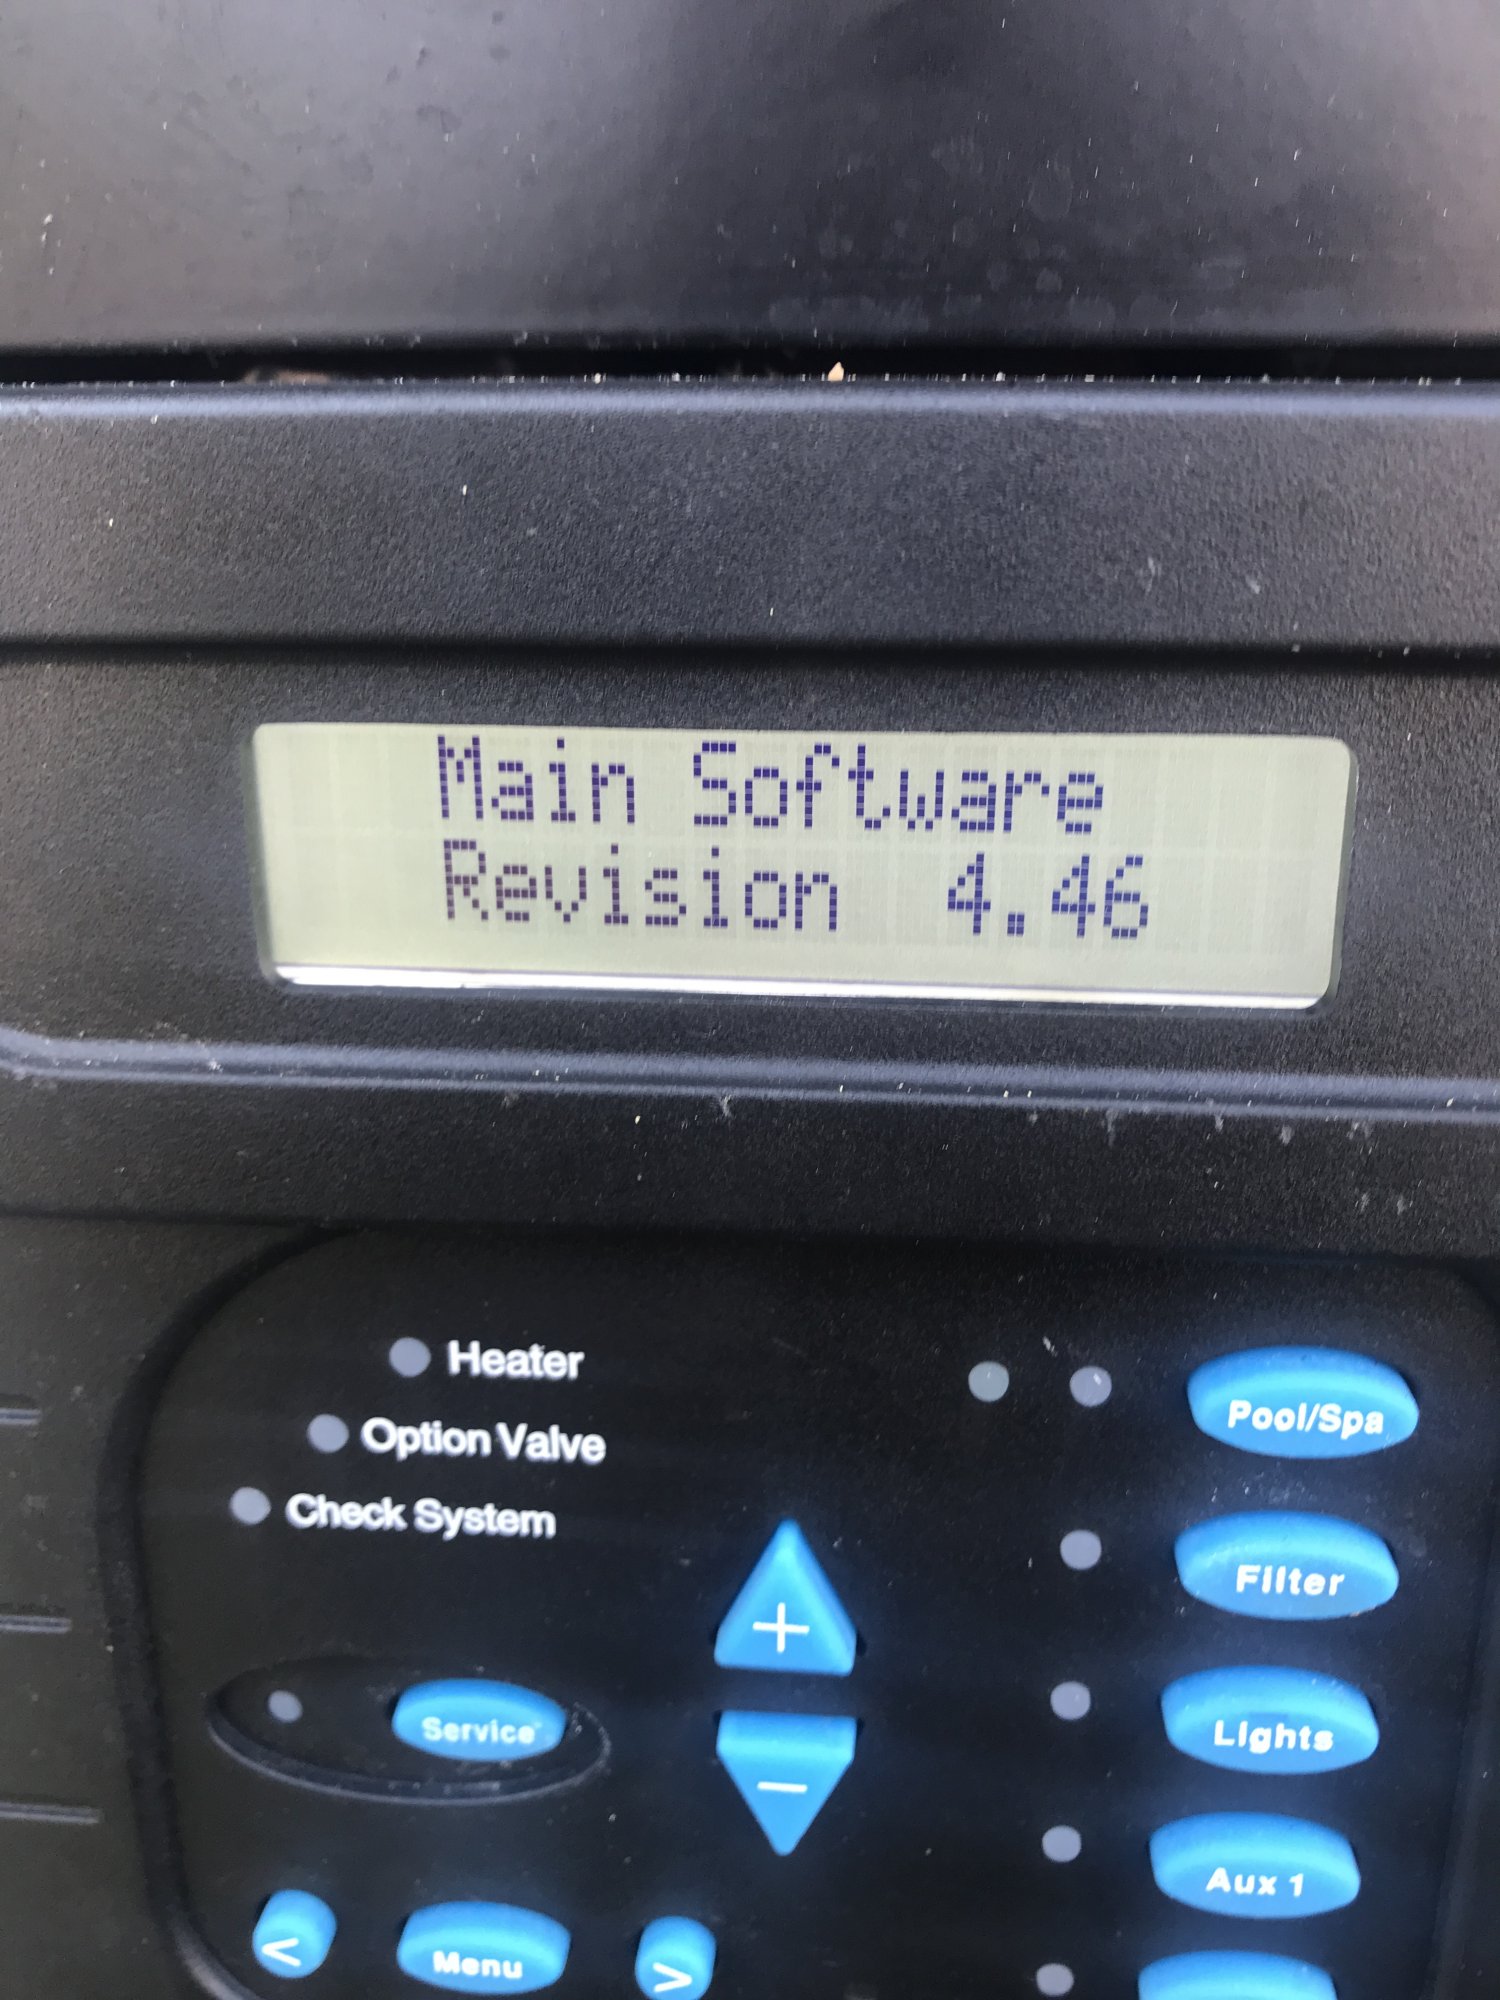 Main Software
Revision 4.46
Heater
Option Valve
Check System
Pool/Spa
+
Filter
Service
Lights
−
Aux 1
<
Menu
>